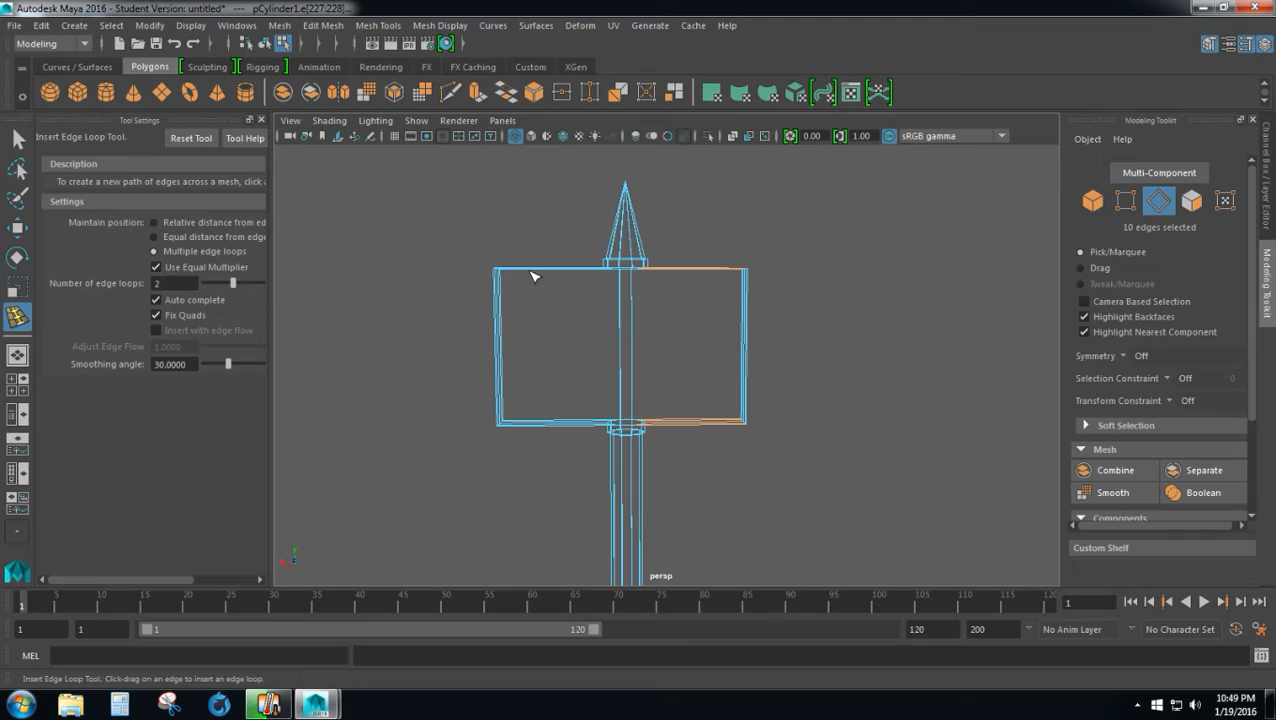 Autodesk Maya 2016 - Student Version: untitled* --- pCylinder1.e[227:228]...
File Edit Create Select Modify Display Windows Mesh Edit Mesh Mesh Tools Mesh Display Curves Surfaces Deform UV Generate Cache Help
Modeling
Curves / Surfaces Polygons Sculpting Rigging Animation Rendering FX FX Caching Custom XGen
Tool Settings
Insert Edge Loop Tool. Reset Tool Tool Help
Description
To create a new path of edges across a mesh, click
Settings
Maintain position: Relative distance from ed
Equal distance from edge
Multiple edge loops
Use Equal Multiplier
Number of edge loops: 2
Auto complete
Fix Quads
Insert with edge flow
Adjust Edge Flow 1.0000
Smoothing angle: 30.0000
View Shading Lighting Show Renderer Panels
0.00 1.00 sRGB gamma
persp
Modeling Toolkit
Object Help
Multi-Component
10 edges selected
Pick/Marquee
Drag
Tweak/Marquee
Camera Based Selection
Highlight Backfaces
Highlight Nearest Component
Symmetry Off
Selection Constraint Off 0
Transform Constraint Off
Soft Selection
Mesh
Combine Separate
Smooth Boolean
Components
Custom Shelf
Channel Box / Layer Editor
Modeling Toolkit
1 5 10 15 20 25 30 35 40 45 50 55 60 65 70 75 80 85 90 95 100 105 110 115 120 1
1 1 1 120 120 200 No Anim Layer No Character Set
MEL
Insert Edge Loop Tool: Click-drag on an edge to insert an edge loop.
10:49 PM
1/19/2016